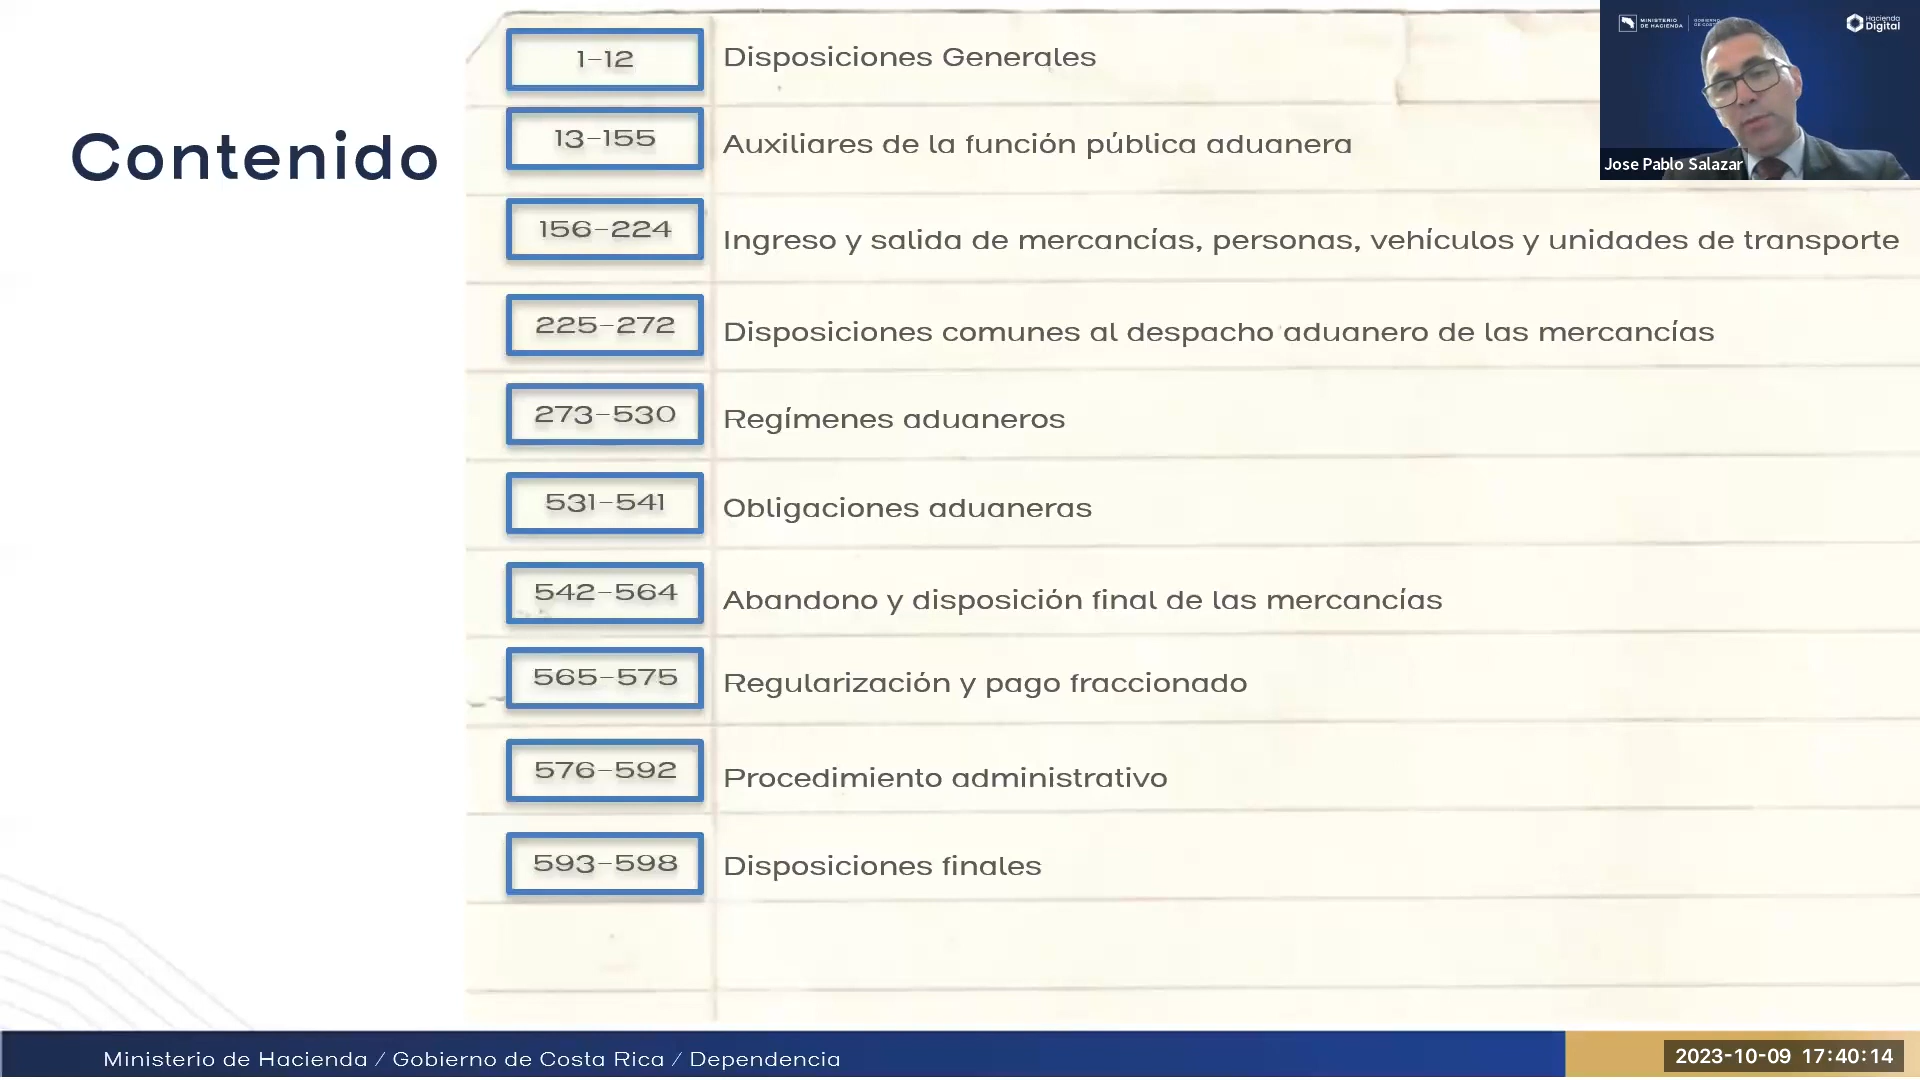 Contenido
1-12
Disposiciones Generales
13-155
Auxiliares de la función pública aduanera
156-224
Ingreso y salida de mercancías, personas, vehículos y unidades de transporte
225-272
Disposiciones comunes al despacho aduanero de las mercancías
273-530
Regímenes aduaneros
531-541
Obligaciones aduaneras
542-564
Abandono y disposición final de las mercancías
565-575
Regularización y pago fraccionado
576-592
Procedimiento administrativo
593-598
Disposiciones finales
MINISTERIO
DE HACIENDA
GOBIERNO
Hacienda
Digital
Jose Pablo Salazar
Ministerio de Hacienda / Gobierno de Costa Rica / Dependencia
2023-10-09 17:40:14